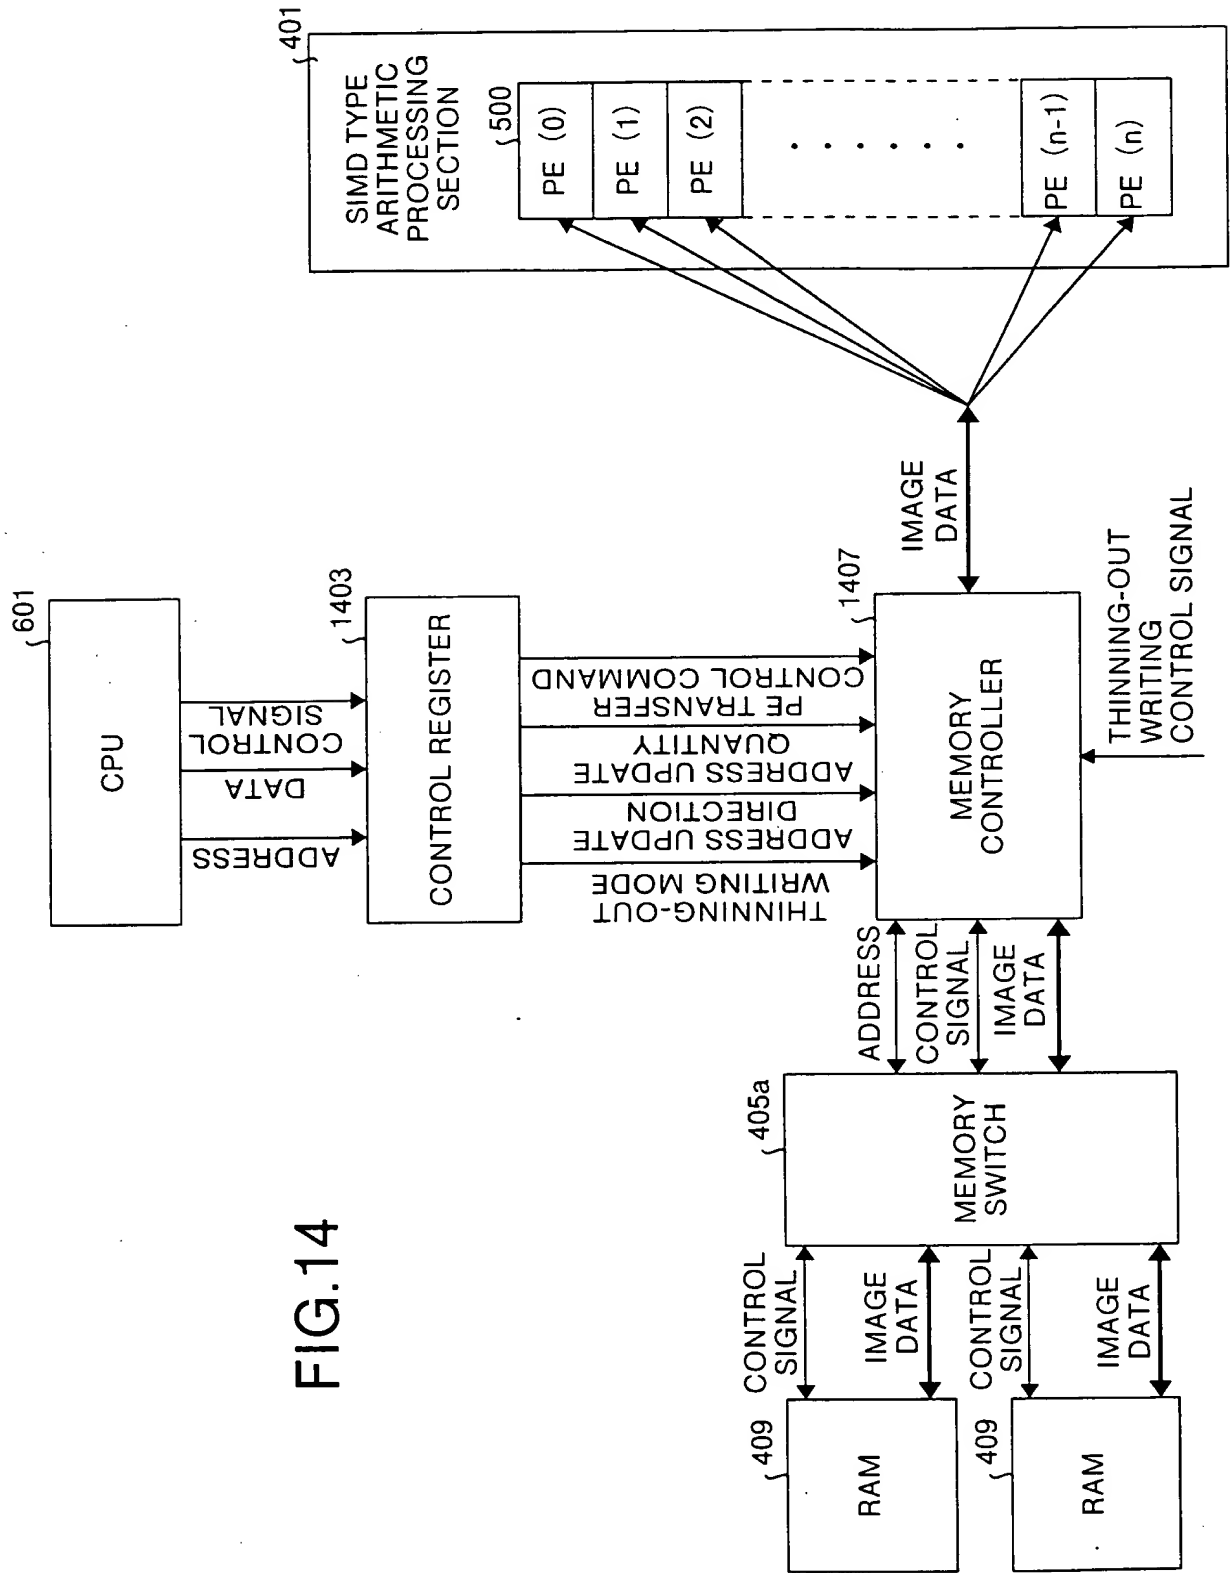 FIG.14
601
CPU
ADDRESS
DATA
CONTROL
SIGNAL
1403
CONTROL REGISTER
THINNING-OUT
WRITING MODE
ADDRESS UPDATE
DIRECTION
ADDRESS UPDATE
QUANTITY
PE TRANSFER
CONTROL COMMAND
401
SIMD TYPE
ARITHMETIC
PROCESSING
SECTION
500
PE (0)
PE (1)
PE (2)
PE (n-1)
PE (n)
409
RAM
409
RAM
CONTROL
SIGNAL
IMAGE
DATA
CONTROL
SIGNAL
IMAGE
DATA
405a
MEMORY
SWITCH
ADDRESS
CONTROL
SIGNAL
IMAGE
DATA
1407
MEMORY
CONTROLLER
IMAGE
DATA
THINNING-OUT
WRITING
CONTROL SIGNAL